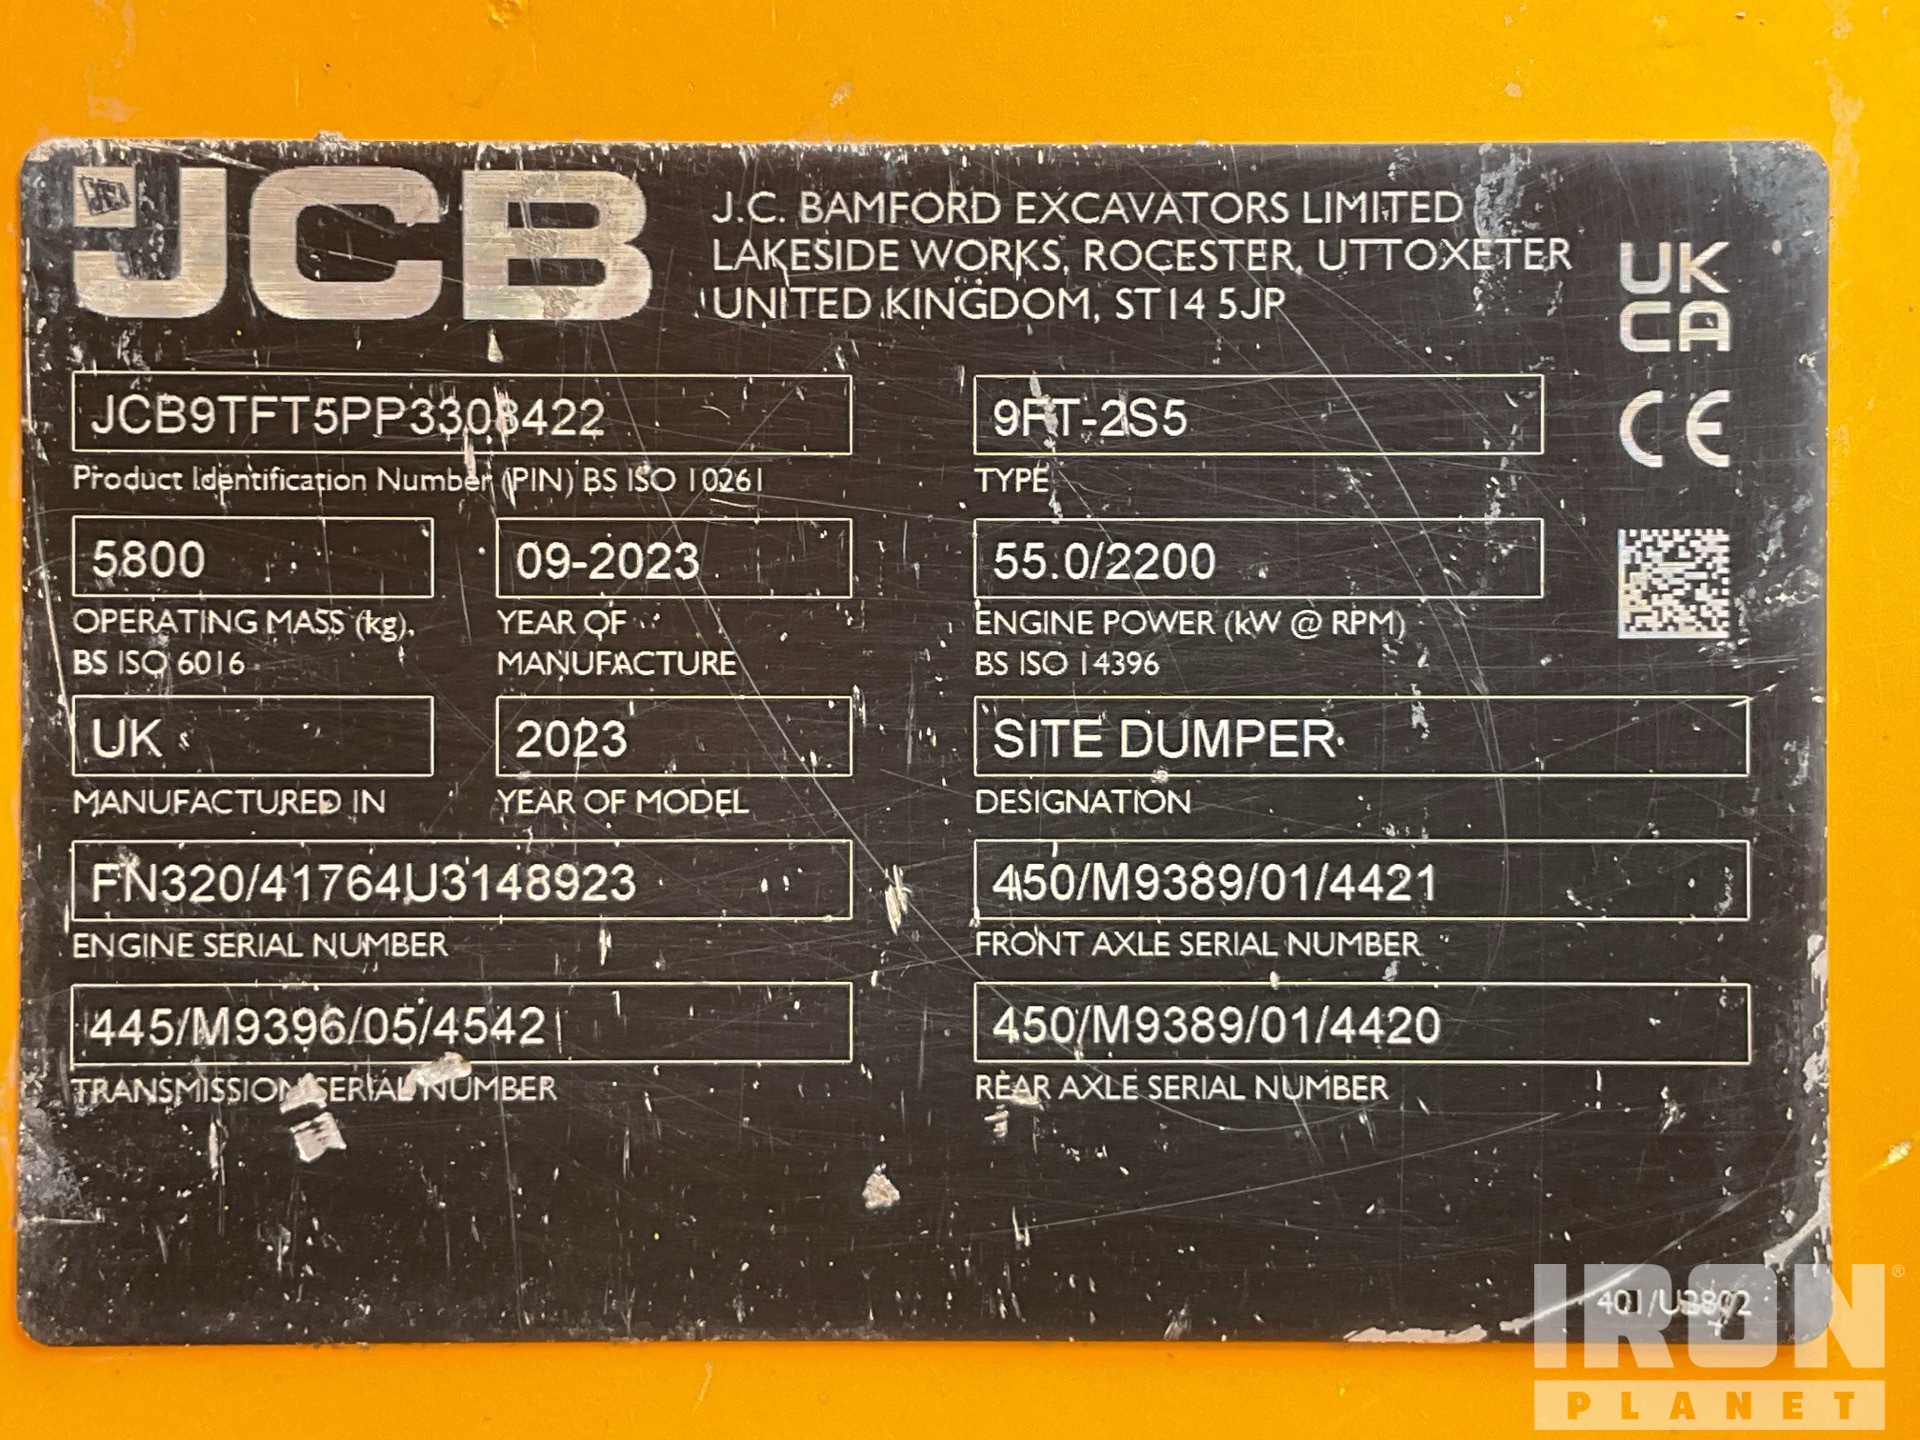 JCB
J.C. BAMFORD EXCAVATORS LIMITED
LAKESIDE WORKS, ROCESTER, UTTOXETER
UNITED KINGDOM, ST14 5JP
UK
CA
CE
JCB9TFT5PP3308422
Product Identification Number (PIN) BS ISO 10261
9FT-2S5
TYPE
5800
OPERATING MASS (kg),
BS ISO 6016
09-2023
YEAR OF
MANUFACTURE
55.0/2200
ENGINE POWER (kW @ RPM)
BS ISO 14396
UK
MANUFACTURED IN
2023
YEAR OF MODEL
SITE DUMPER
DESIGNATION
FN320/41764U3148923
ENGINE SERIAL NUMBER
450/M9389/01/4421
FRONT AXLE SERIAL NUMBER
445/M9396/05/4542
TRANSMISSION SERIAL NUMBER
450/M9389/01/4420
REAR AXLE SERIAL NUMBER
IRON
PLANET